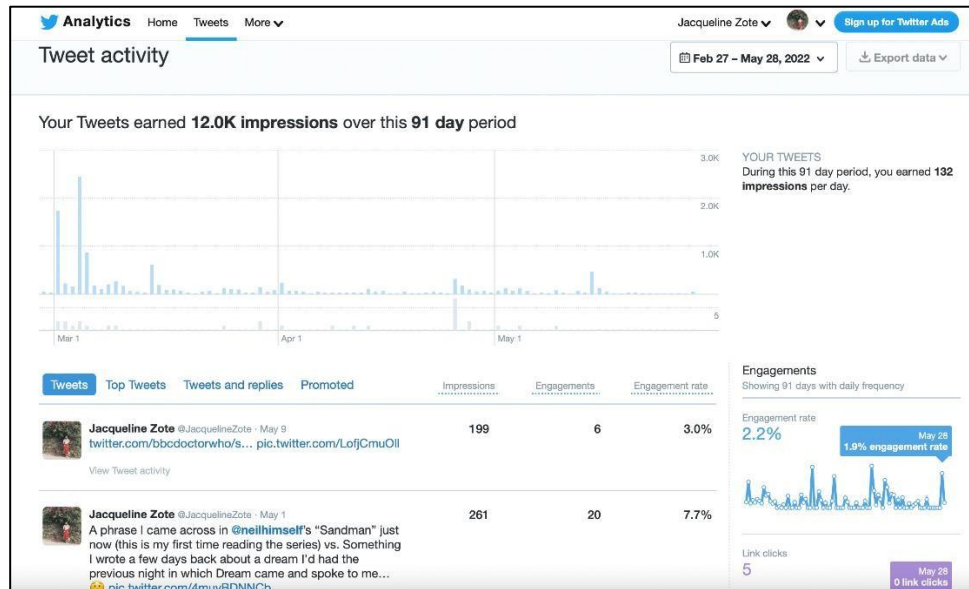 Analytics Home Tweets More Jacqueline Zote Sign up for Twitter Ads
Tweet activity
Feb 27 – May 28, 2022 Export data
Your Tweets earned 12.0K impressions over this 91 day period
3.0K
2.0K
1.0K
5
Mar 1 Apr 1 May 1
YOUR TWEETS
During this 91 day period, you earned 132
impressions per day.
Tweets Top Tweets Tweets and replies Promoted Impressions Engagements Engagement rate
Jacqueline Zote @JacquelineZote · May 9 199 6 3.0%
twitter.com/bbcdoctorwho/s... pic.twitter.com/LofjCmuOll
View Tweet activity
Jacqueline Zote @JacquelineZote · May 1 261 20 7.7%
A phrase I came across in @neilhimself's “Sandman” just
now (this is my first time reading the series) vs. Something
I wrote a few days back about a dream I'd had the
previous night in which Dream came and spoke to me...
Engagements
Showing 91 days with daily frequency
Engagement rate
2.2%
May 28
1.9% engagement rate
Link clicks
5
May 28
0 link clicks